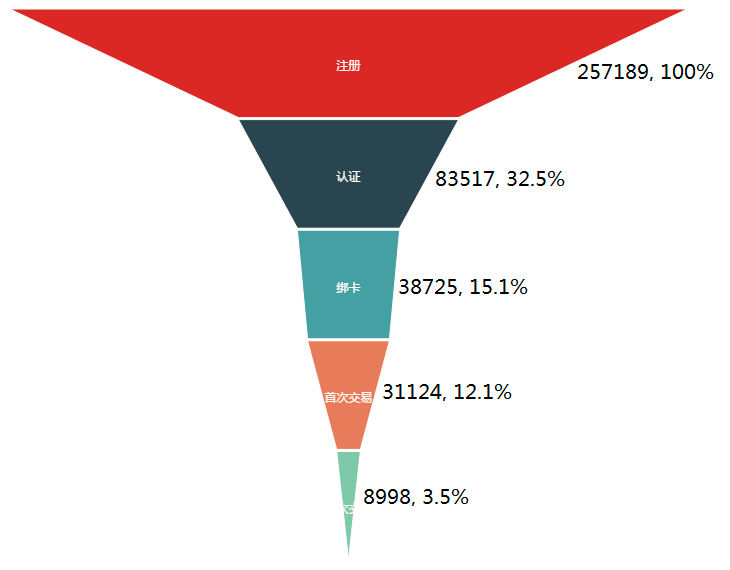 注册
257189, 100%
认证
83517, 32.5%
绑卡
38725, 15.1%
首次交易
31124, 12.1%
8998, 3.5%